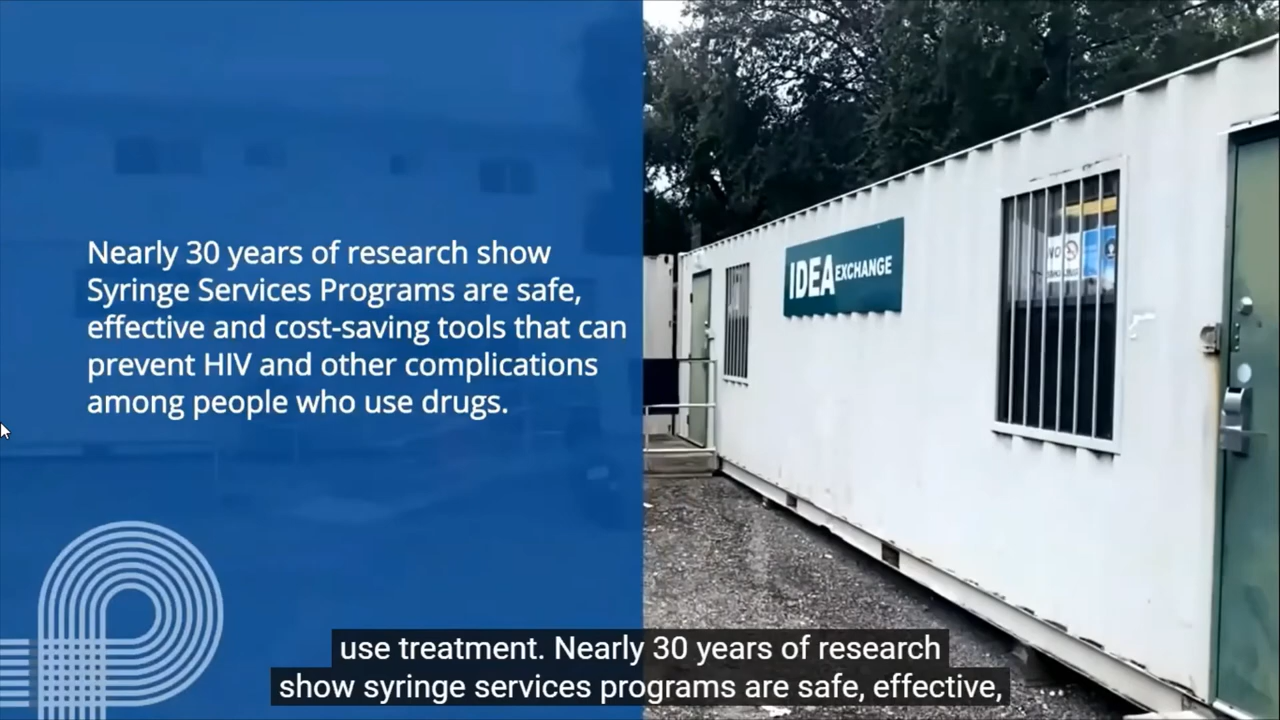 Nearly 30 years of research show
Syringe Services Programs are safe,
effective and cost-saving tools that can
prevent HIV and other complications
among people who use drugs.
IDEA EXCHANGE
NO
use treatment. Nearly 30 years of research
show syringe services programs are safe, effective,